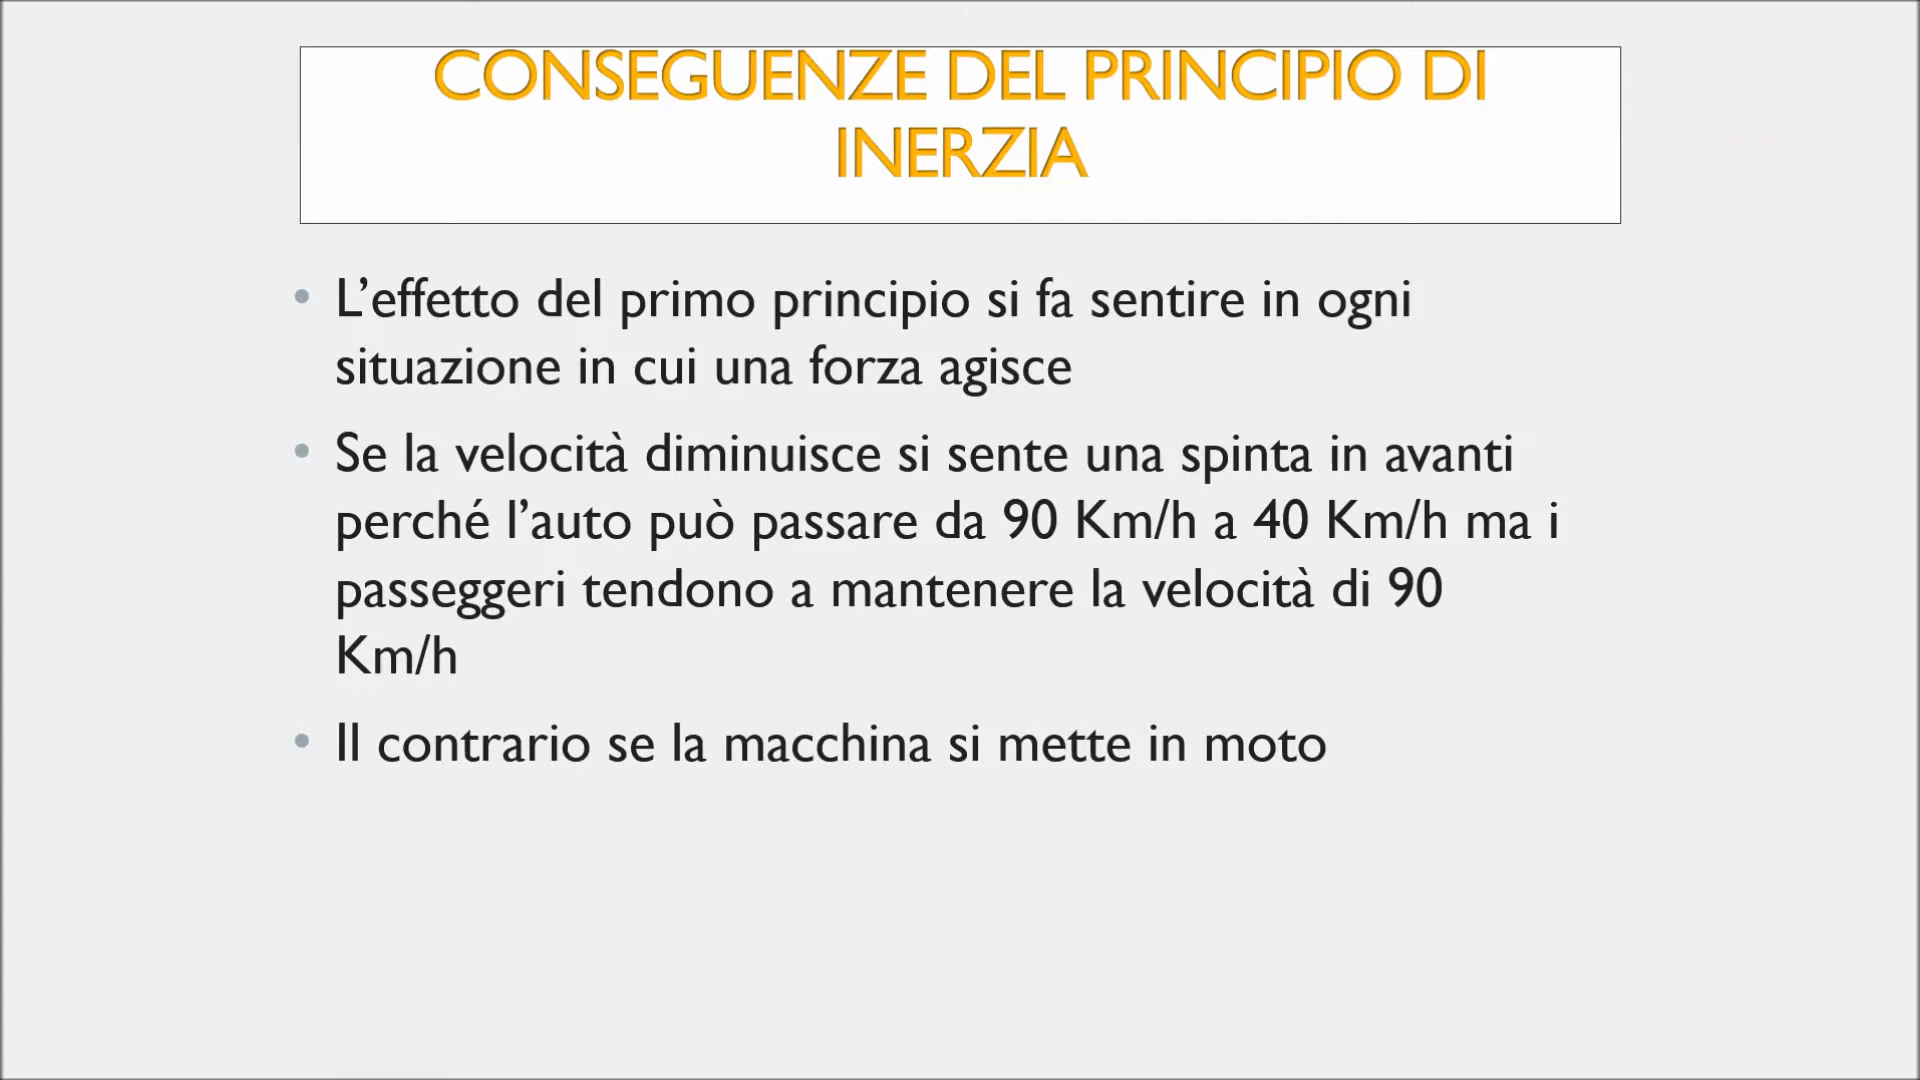 CONSEGUENZE DEL PRINCIPIO DI
INERZIA
• L’effetto del primo principio si fa sentire in ogni
situazione in cui una forza agisce
• Se la velocità diminuisce si sente una spinta in avanti
perché l’auto può passare da 90 Km/h a 40 Km/h ma i
passeggeri tendono a mantenere la velocità di 90
Km/h
• Il contrario se la macchina si mette in moto